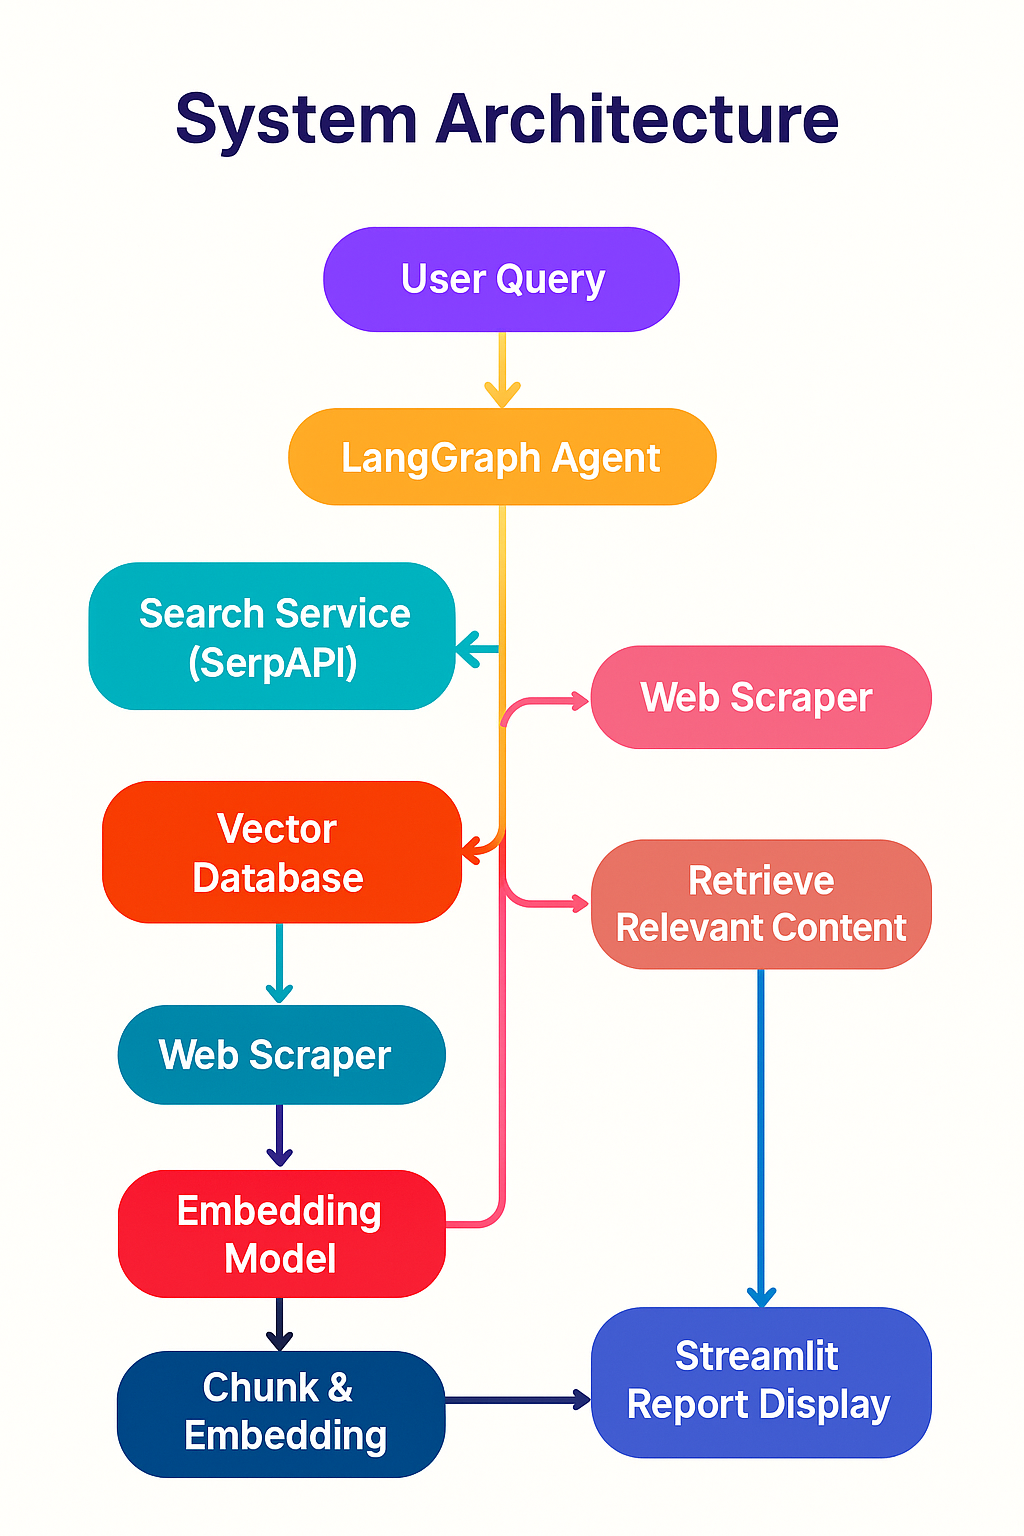 System Architecture
User Query
LangGraph Agent
Search Service
(SerpAPI)
Web Scraper
Vector
Database
Retrieve
Relevant Content
Web Scraper
Embedding
Model
Chunk &
Embedding
Streamlit
Report Display